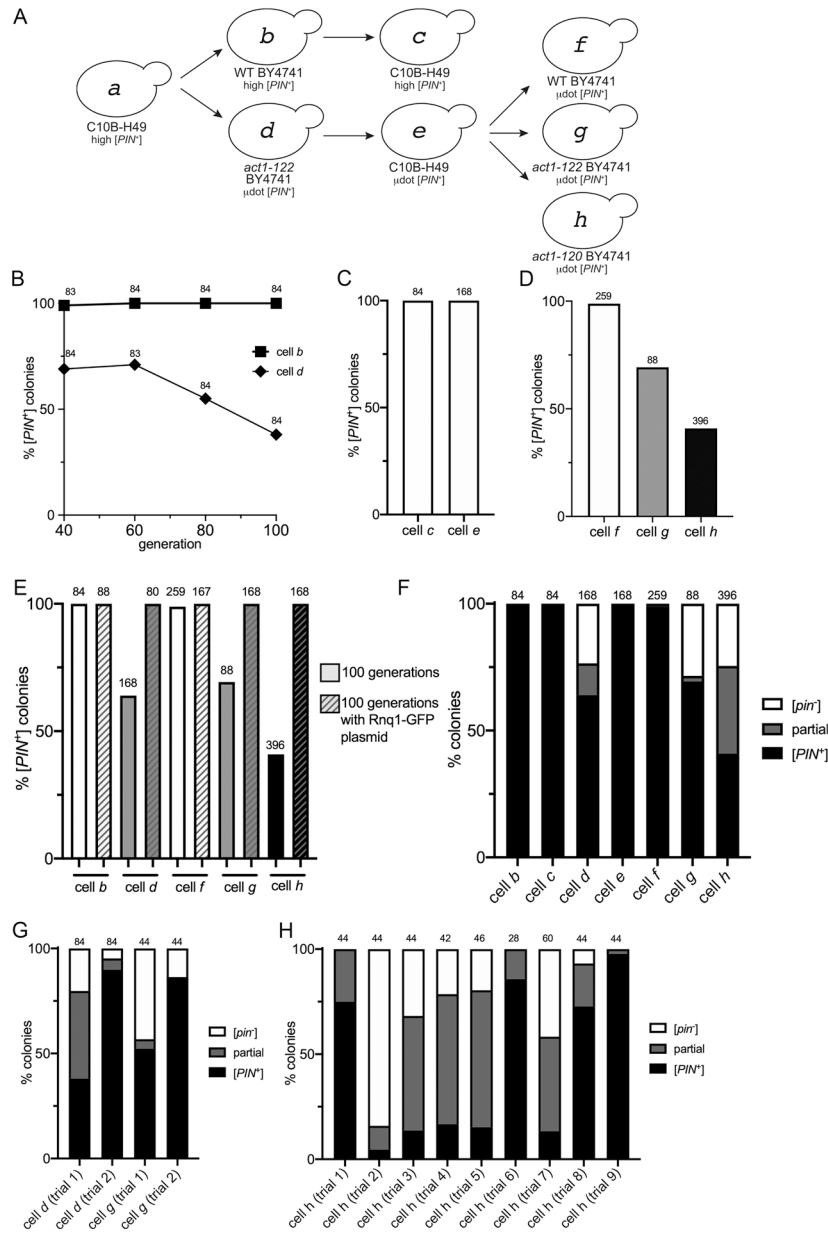 A
a
C10B-H49
high [PIN+]
b
WT BY4741
high [PIN+]
c
C10B-H49
high [PIN+]
d
act1-122
BY4741
μdot [PIN+]
e
C10B-H49
μdot [PIN+]
f
WT BY4741
μdot [PIN+]
g
act1-122 BY4741
μdot [PIN+]
h
act1-120 BY4741
μdot [PIN+]
B
% [PIN+] colonies
100
50
0
83 84 84 84
84 83 84 84
cell b
cell d
40 60 80 100
generation
C
% [PIN+] colonies
100
50
0
84 168
cell c cell e
D
% [PIN+] colonies
100
50
0
259
88
396
cell f cell g cell h
E
% [PIN+] colonies
100
50
0
84 88 168 80 259 167 88 168 396 168
cell b cell d cell f cell g cell h
100 generations
100 generations
with Rnq1-GFP
plasmid
F
% colonies
100
50
0
84 84 168 168 259 88 396
cell b cell c cell d cell e cell f cell g cell h
[pin-]
partial
[PIN+]
G
% colonies
100
50
0
84 84 44 44
cell d (trial 1) cell d (trial 2) cell g (trial 1) cell g (trial 2)
[pin-]
partial
[PIN+]
H
% colonies
100
50
0
44 44 44 42 46 28 60 44 44
cell h (trial 1) cell h (trial 2) cell h (trial 3) cell h (trial 4) cell h (trial 5) cell h (trial 6) cell h (trial 7) cell h (trial 8) cell h (trial 9)
[pin-]
partial
[PIN+]